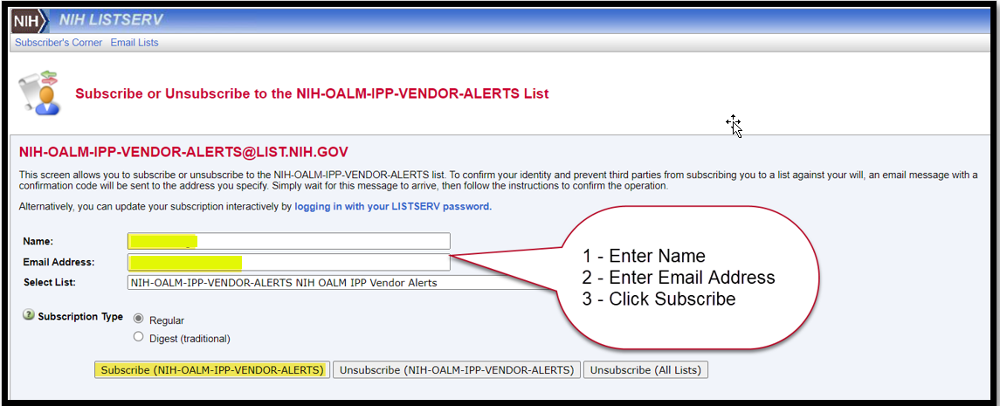 NIH NIH LISTSERV
Subscriber's Corner Email Lists
Subscribe or Unsubscribe to the NIH-OALM-IPP-VENDOR-ALERTS List
NIH-OALM-IPP-VENDOR-ALERTS@LIST.NIH.GOV
This screen allows you to subscribe or unsubscribe to the NIH-OALM-IPP-VENDOR-ALERTS list. To confirm your identity and prevent third parties from subscribing you to a list against your will, an email message with a
confirmation code will be sent to the address you specify. Simply wait for this message to arrive, then follow the instructions to confirm the operation.
Alternatively, you can update your subscription interactively by logging in with your LISTSERV password.
Name:
Email Address:
Select List: NIH-OALM-IPP-VENDOR-ALERTS NIH OALM IPP Vendor Alerts
1 - Enter Name
2 - Enter Email Address
3 - Click Subscribe
? Subscription Type Regular
Digest (traditional)
Subscribe (NIH-OALM-IPP-VENDOR-ALERTS) Unsubscribe (NIH-OALM-IPP-VENDOR-ALERTS) Unsubscribe (All Lists)